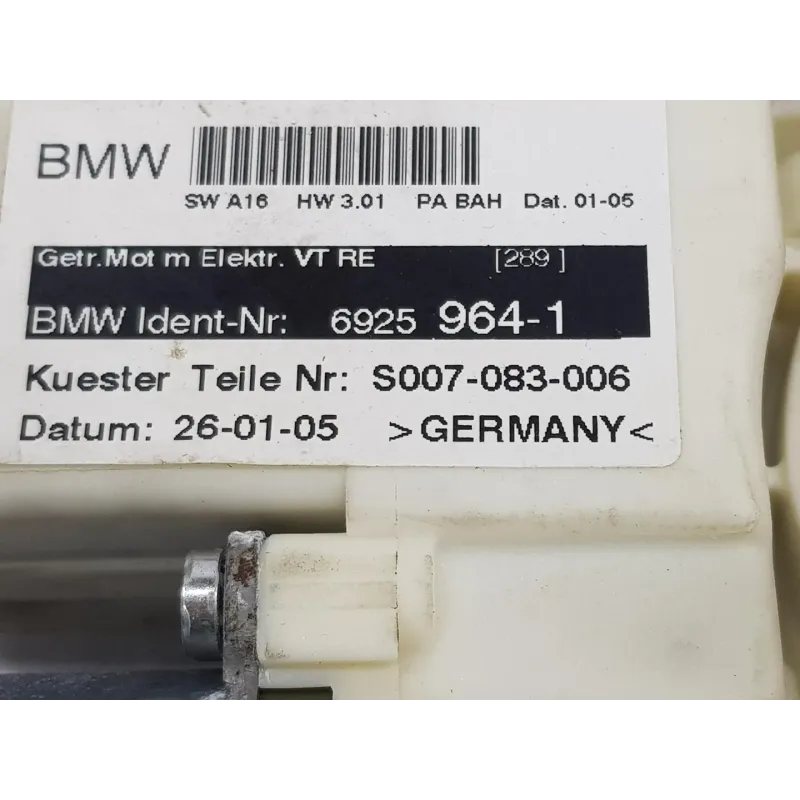 BMW
SW A16 HW 3.01 PA BAH Dat. 01-05
Getr.Mot m Elektr. VT RE [289]
BMW Ident-Nr: 6925 964-1
Kuester Teile Nr: S007-083-006
Datum: 26-01-05 >GERMANY<